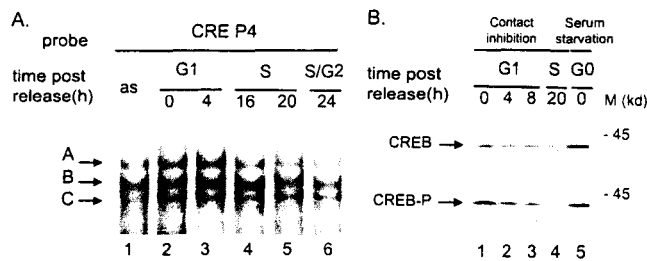 A.
probe
CRE P4
time post
release(h)
as
G1
S
S/G2
0
4
16
20
24
A
B
C
1
2
3
4
5
6
B.
Contact
inhibition
Serum
starvation
time post
release(h)
G1
S
G0
0
4
8
20
0
M (kd)
CREB
- 45
CREB-P
- 45
1
2
3
4
5